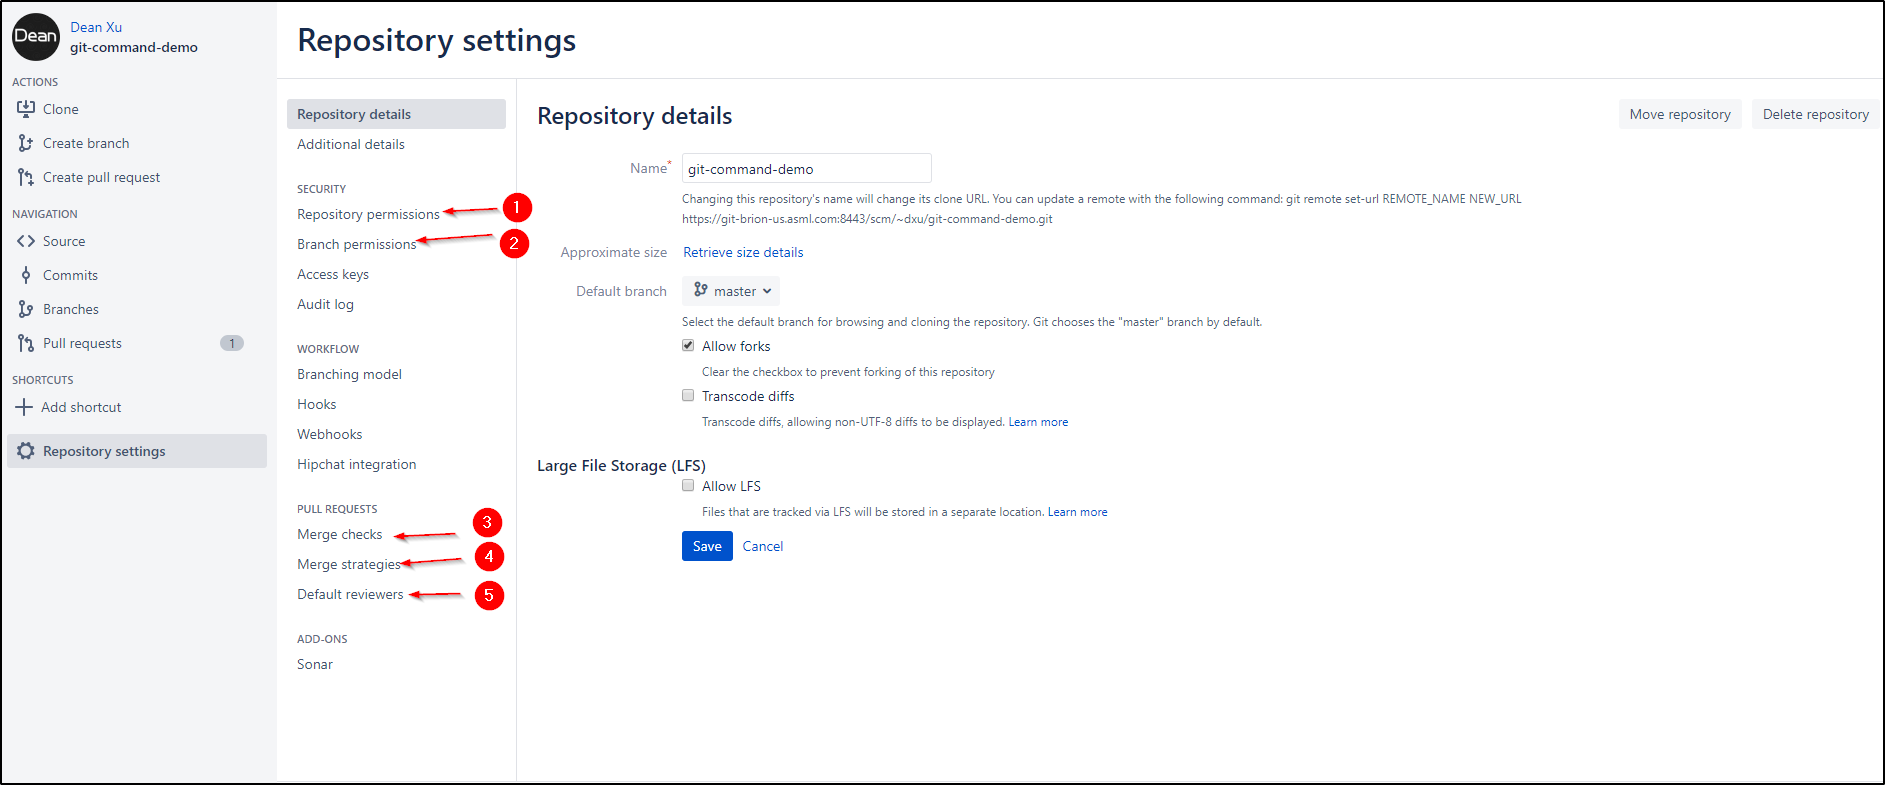 Dean
Dean Xu
git-command-demo
ACTIONS
Clone
Create branch
Create pull request
NAVIGATION
Source
Commits
Branches
Pull requests 1
SHORTCUTS
Add shortcut
Repository settings
Repository settings
Repository details
Additional details
SECURITY
Repository permissions 1
Branch permissions 2
Access keys
Audit log
WORKFLOW
Branching model
Hooks
Webhooks
Hipchat integration
PULL REQUESTS
Merge checks 3
Merge strategies 4
Default reviewers 5
ADD-ONS
Sonar
Repository details
Move repository Delete repository
Name* git-command-demo
Changing this repository's name will change its clone URL. You can update a remote with the following command: git remote set-url REMOTE_NAME NEW_URL
https://git-brion-us.asml.com:8443/scm/~dxu/git-command-demo.git
Approximate size Retrieve size details
Default branch master
Select the default branch for browsing and cloning the repository. Git chooses the "master" branch by default.
Allow forks
Clear the checkbox to prevent forking of this repository
Transcode diffs
Transcode diffs, allowing non-UTF-8 diffs to be displayed. Learn more
Large File Storage (LFS)
Allow LFS
Files that are tracked via LFS will be stored in a separate location. Learn more
Save Cancel